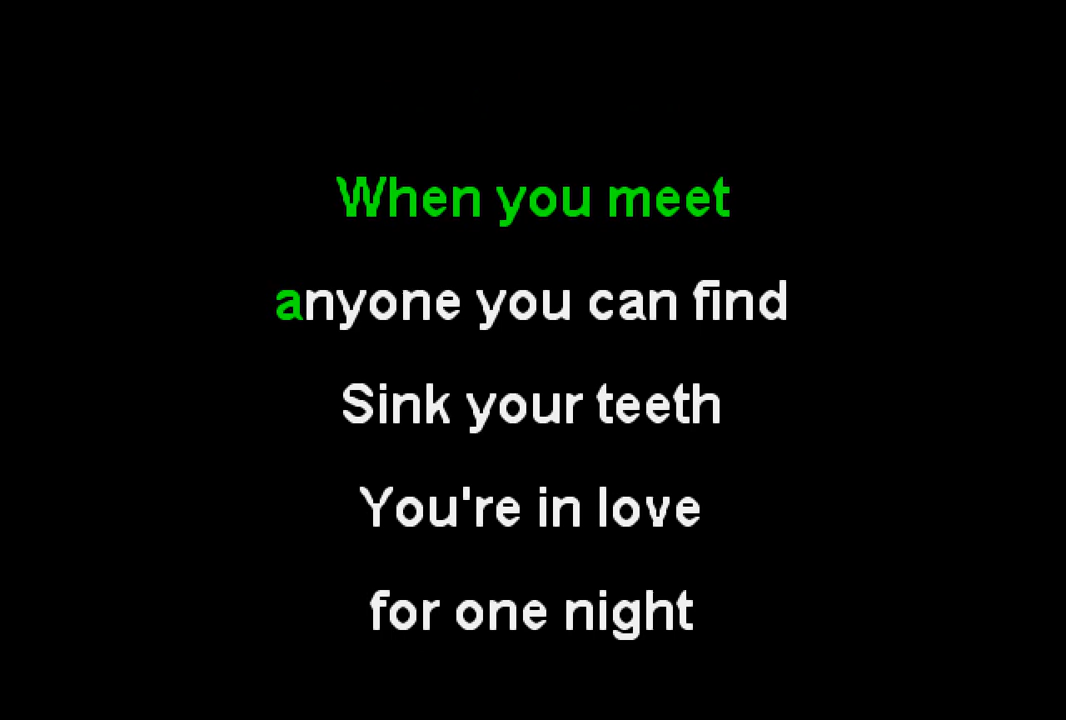 When you meet
anyone you can find
Sink your teeth
You're in love
for one night